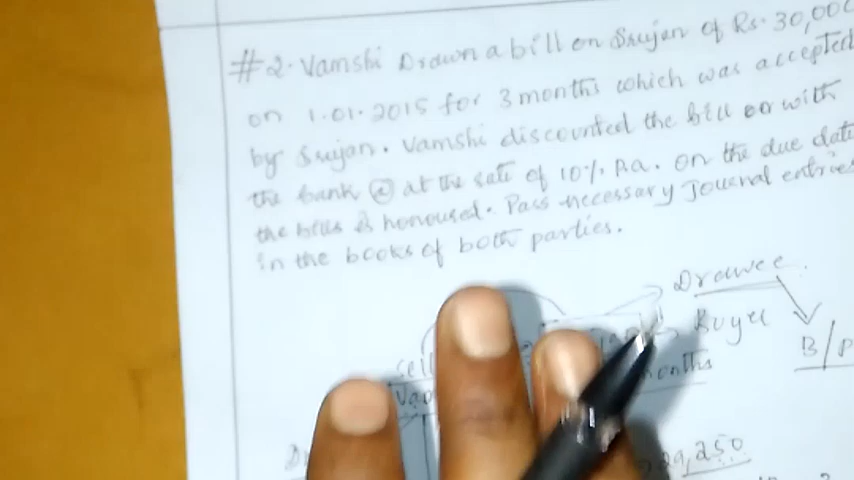 #2. Vamshi Drawn a bill on Srujan of Rs. 30,000
on 1.01.2015 for 3 months which was accepted
by Srujan. Vamshi discounted the bill with
the bank @ at the rate of 10% P.a. on the due date
the bills is honoured. Pass necessary Journal entries
in the books of both parties.
Drawee
Buyer
B/P
months
29,250